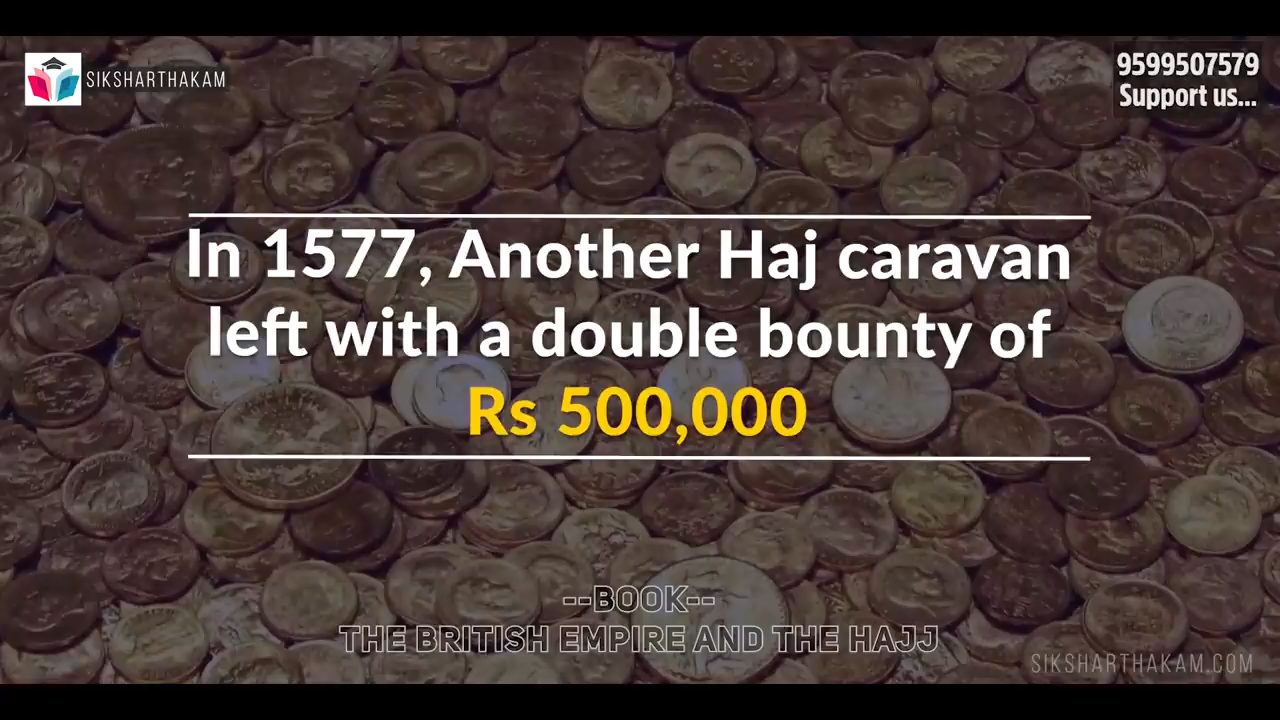 SIKSHARTHAKAM
9599507579
Support us...
In 1577, Another Haj caravan
left with a double bounty of
Rs 500,000
--BOOK--
THE BRITISH EMPIRE AND THE HAJJ
SIKSHARTHAKAM.COM